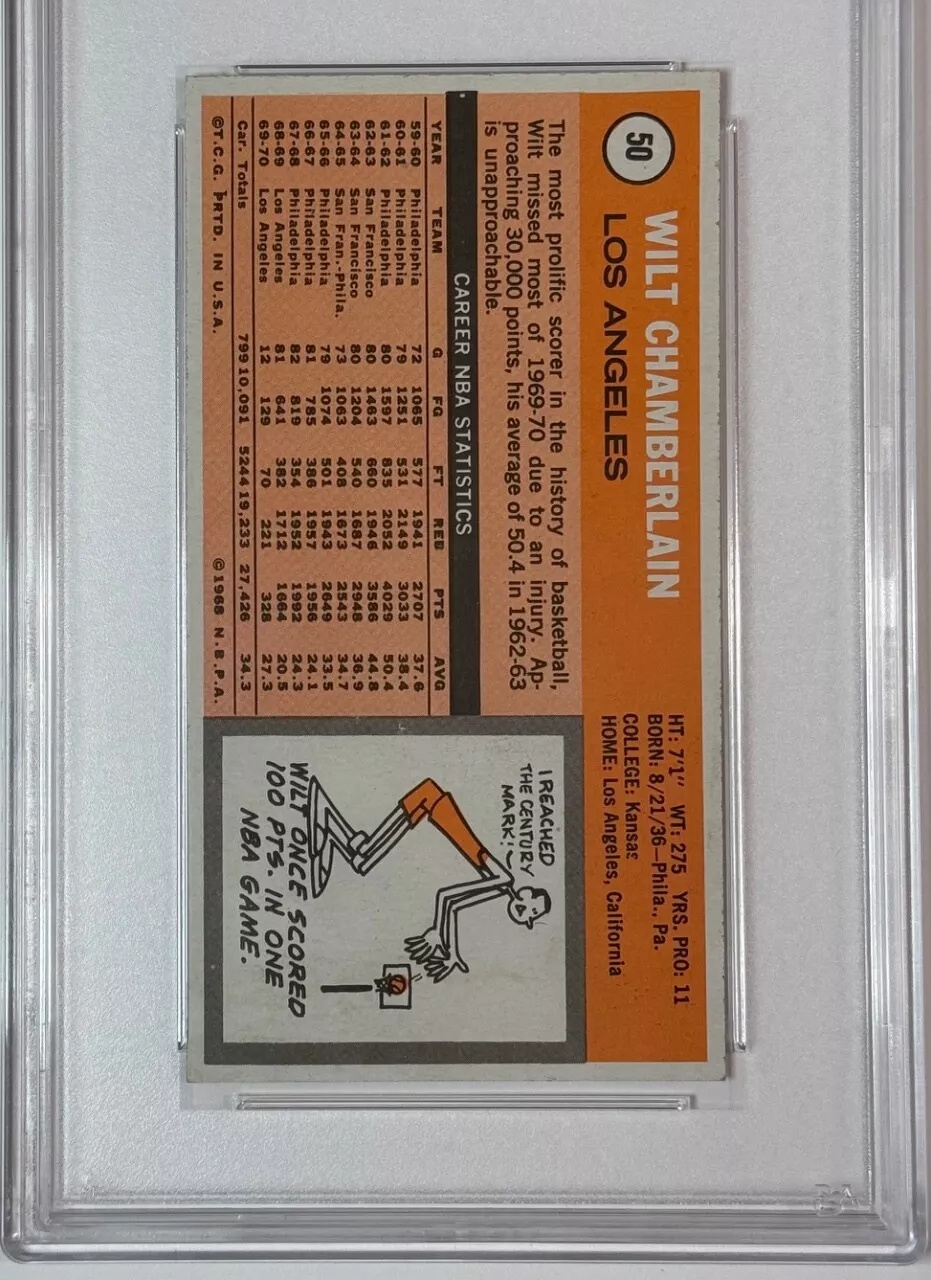 50
WILT CHAMBERLAIN
LOS ANGELES
HT: 7'1" WT: 275 YRS. PRO: 11
BORN: 8/21/36—Phila., Pa.
COLLEGE: Kansas
HOME: Los Angeles, California
The most prolific scorer in the history of basketball,
Wilt missed most of 1969-70 due to an injury. Ap-
proaching 30,000 points, his average of 50.4 in 1962-63
is unapproachable.
CAREER NBA STATISTICS
YEAR TEAM G FG FT REB PTS AVG
59-60 Philadelphia 72 1065 577 1941 2707 37.6
60-61 Philadelphia 79 1251 531 2149 3033 38.4
61-62 Philadelphia 80 1597 835 2052 4029 50.4
62-63 San Francisco 80 1463 660 1946 3586 44.8
63-64 San Francisco 80 1204 540 1687 2948 36.9
64-65 San Fran.-Phila. 73 1063 408 1673 2543 34.7
65-66 Philadelphia 79 1074 501 1943 2649 33.5
66-67 Philadelphia 81 785 386 1957 1956 24.1
67-68 Philadelphia 82 819 354 1952 1992 24.3
68-69 Los Angeles 81 641 382 1712 1664 20.5
69-70 Los Angeles 12 129 70 221 328 27.3
Car. Totals 799 10,091 5244 19,233 27,426 34.3
©T.C.G. PRTD. IN U.S.A. ©1968 N.B.P.A.
I REACHED
THE CENTURY
MARK!
WILT ONCE SCORED
100 PTS. IN ONE
NBA GAME.
PSA